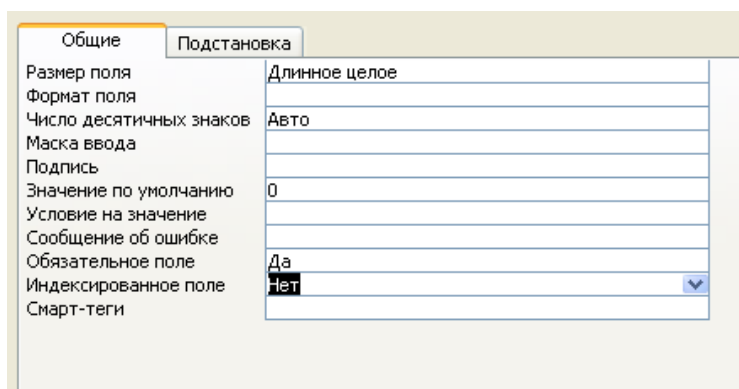 Общие Подстановка
Размер поля Длинное целое
Формат поля
Число десятичных знаков Авто
Маска ввода
Подпись
Значение по умолчанию 0
Условие на значение
Сообщение об ошибке
Обязательное поле Да
Индексированное поле Нет
Смарт-теги